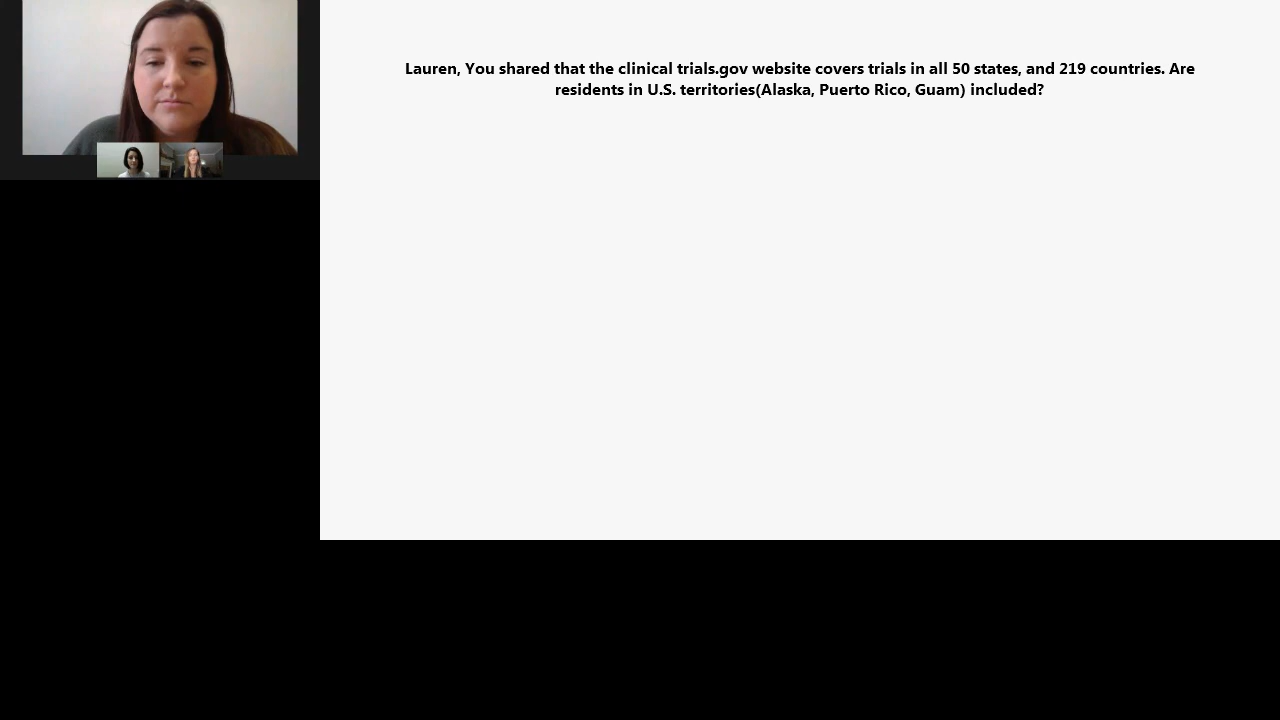 Lauren, You shared that the clinical trials.gov website covers trials in all 50 states, and 219 countries. Are
residents in U.S. territories(Alaska, Puerto Rico, Guam) included?